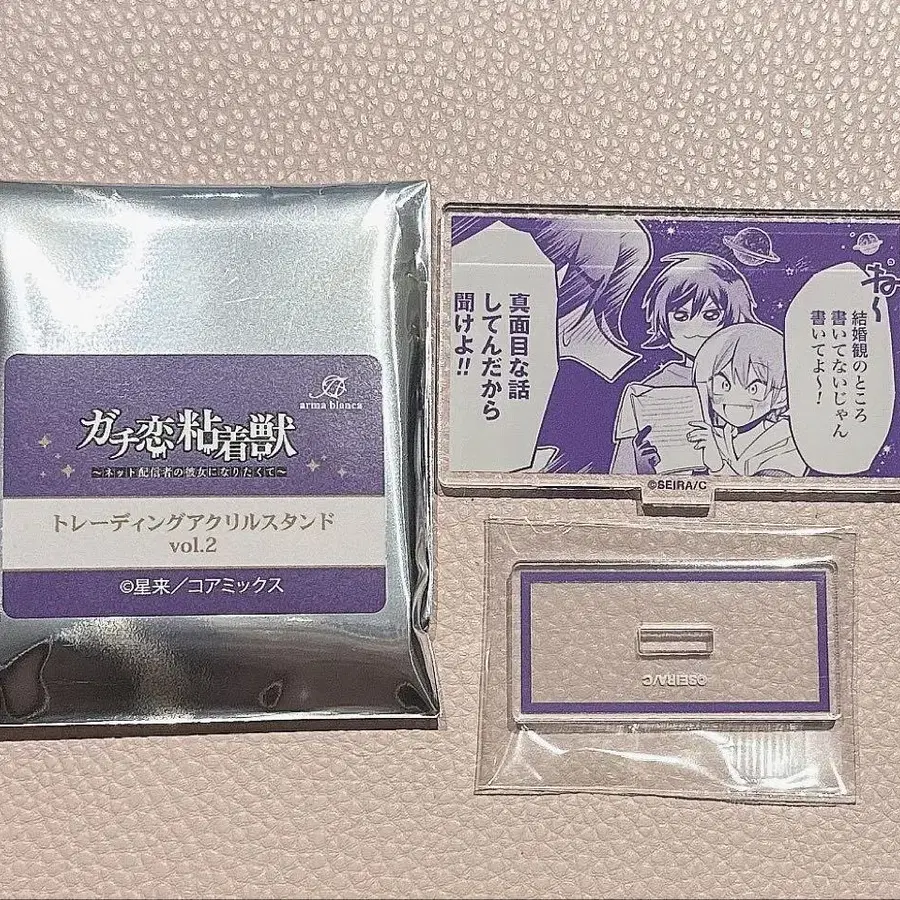 arma bianca
ガチ恋粘着獣
〜ネット配信者の彼女になりたくて〜
トレーディングアクリルスタンド
vol.2
©星来／コアミックス
ね〜
結婚観のところ
書いてないじゃん
書いてよ〜！
真面目な話
してんだから
聞けよ!!
©SEIRA/C
©SEIRA/C